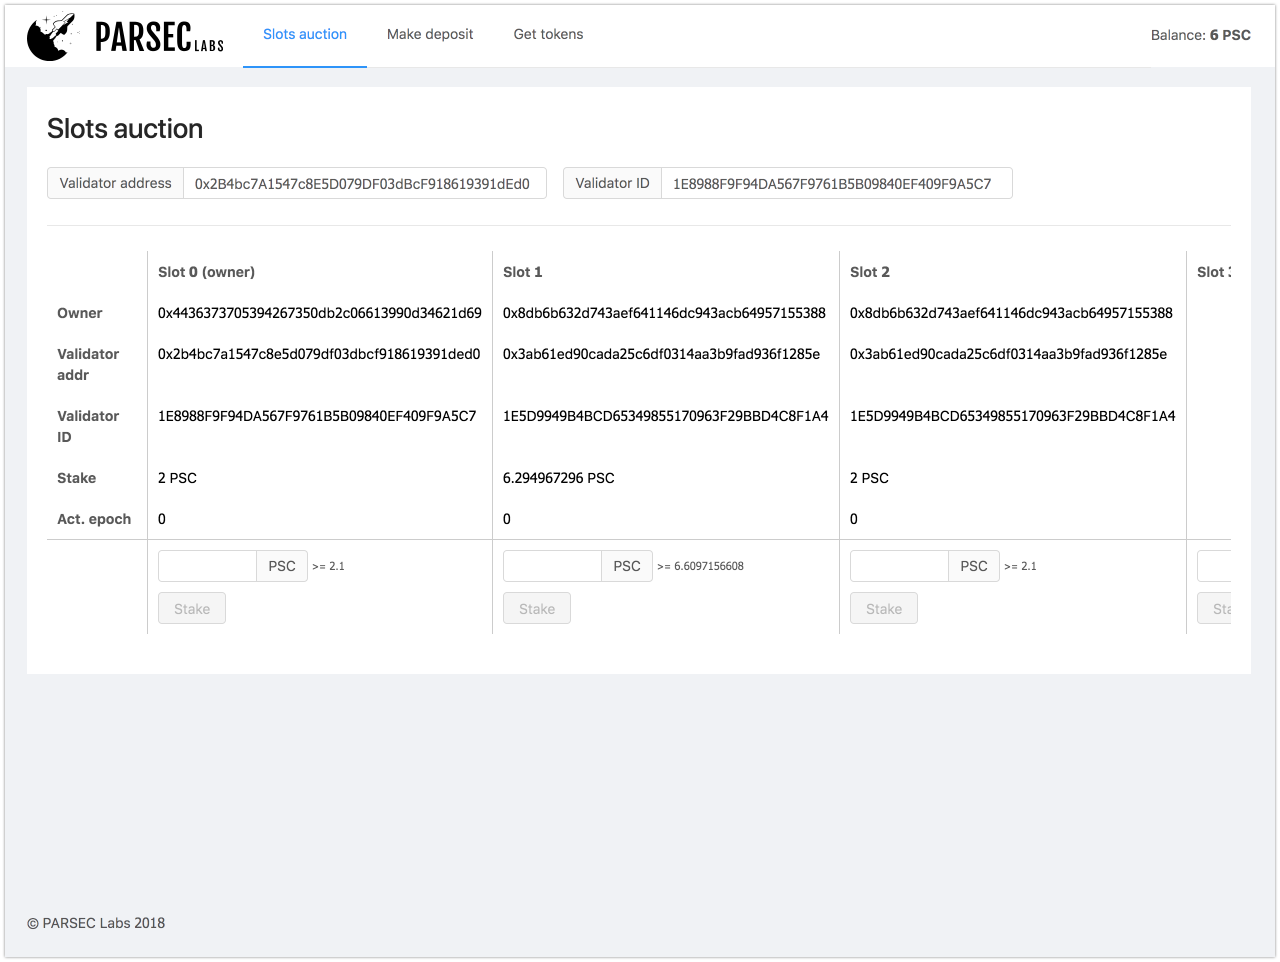 PARSEC LABS Slots auction Make deposit Get tokens Balance: 6 PSC
Slots auction
Validator address 0x2B4bc7A1547c8E5D079DF03dBcF918619391dEd0 Validator ID 1E8988F9F94DA567F9761B5B09840EF409F9A5C7
Slot 0 (owner) Slot 1 Slot 2 Slot
Owner 0x4436373705394267350db2c06613990d34621d69 0x8db6b632d743aef641146dc943acb64957155388 0x8db6b632d743aef641146dc943acb64957155388
Validator addr 0x2b4bc7a1547c8e5d079df03dbcf918619391ded0 0x3ab61ed90cada25c6df0314aa3b9fad936f1285e 0x3ab61ed90cada25c6df0314aa3b9fad936f1285e
Validator ID 1E8988F9F94DA567F9761B5B09840EF409F9A5C7 1E5D9949B4BCD65349855170963F29BBD4C8F1A4 1E5D9949B4BCD65349855170963F29BBD4C8F1A4
Stake 2 PSC 6.294967296 PSC 2 PSC
Act. epoch 0 0 0
PSC >= 2.1 PSC >= 6.6097156608 PSC >= 2.1
Stake Stake Stake
© PARSEC Labs 2018